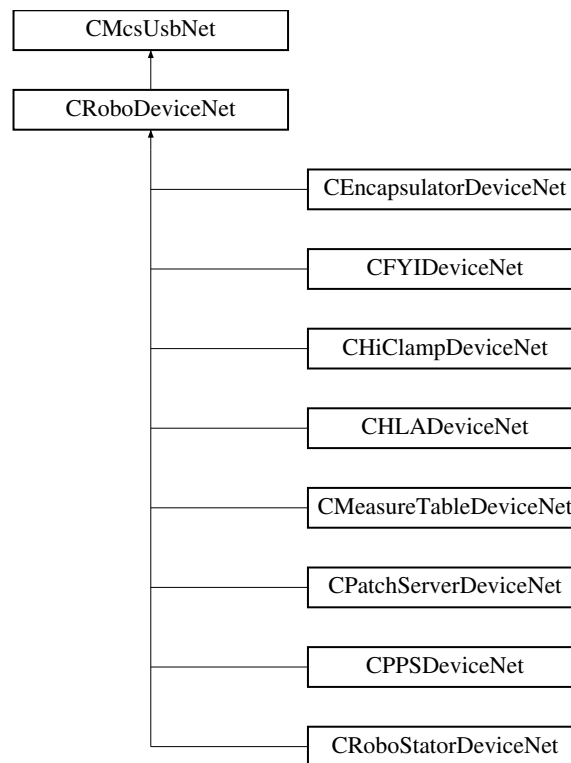 CMcsUsbNet
CRoboDeviceNet
CEncapsulatorDeviceNet
CFYIDeviceNet
CHiClampDeviceNet
CHLADeviceNet
CMeasureTableDeviceNet
CPatchServerDeviceNet
CPPSDeviceNet
CRoboStatorDeviceNet